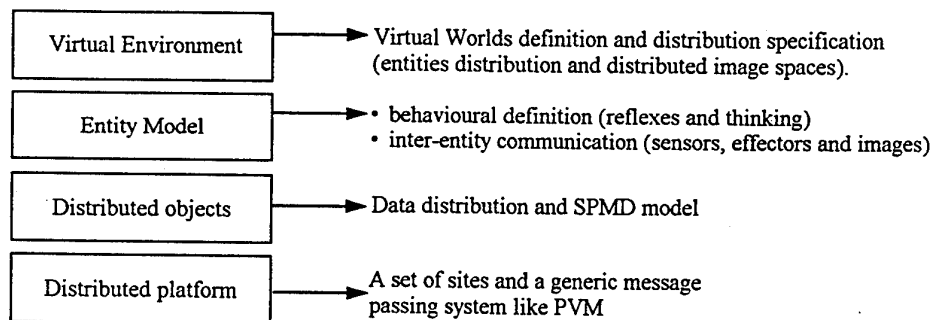 Virtual Environment
Virtual Worlds definition and distribution specification
(entities distribution and distributed image spaces).
Entity Model
• behavioural definition (reflexes and thinking)
• inter-entity communication (sensors, effectors and images)
Distributed objects
Data distribution and SPMD model
Distributed platform
A set of sites and a generic message
passing system like PVM